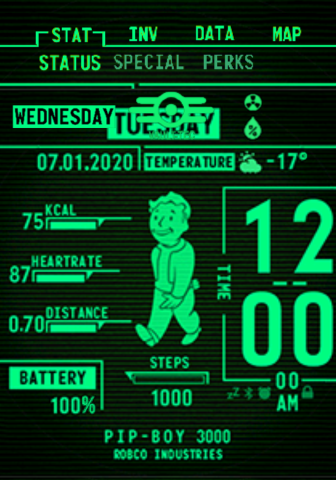 STAT INV DATA MAP
STATUS SPECIAL PERKS
WEDNESDAY TUESDAY
07.01.2020 TEMPERATURE -17°
KCAL
75
HEARTRATE
87
DISTANCE
0.70
TIME
12
00
00
AM
zZ
BATTERY
100%
STEPS
1000
PIP-BOY 3000
ROBCO INDUSTRIES